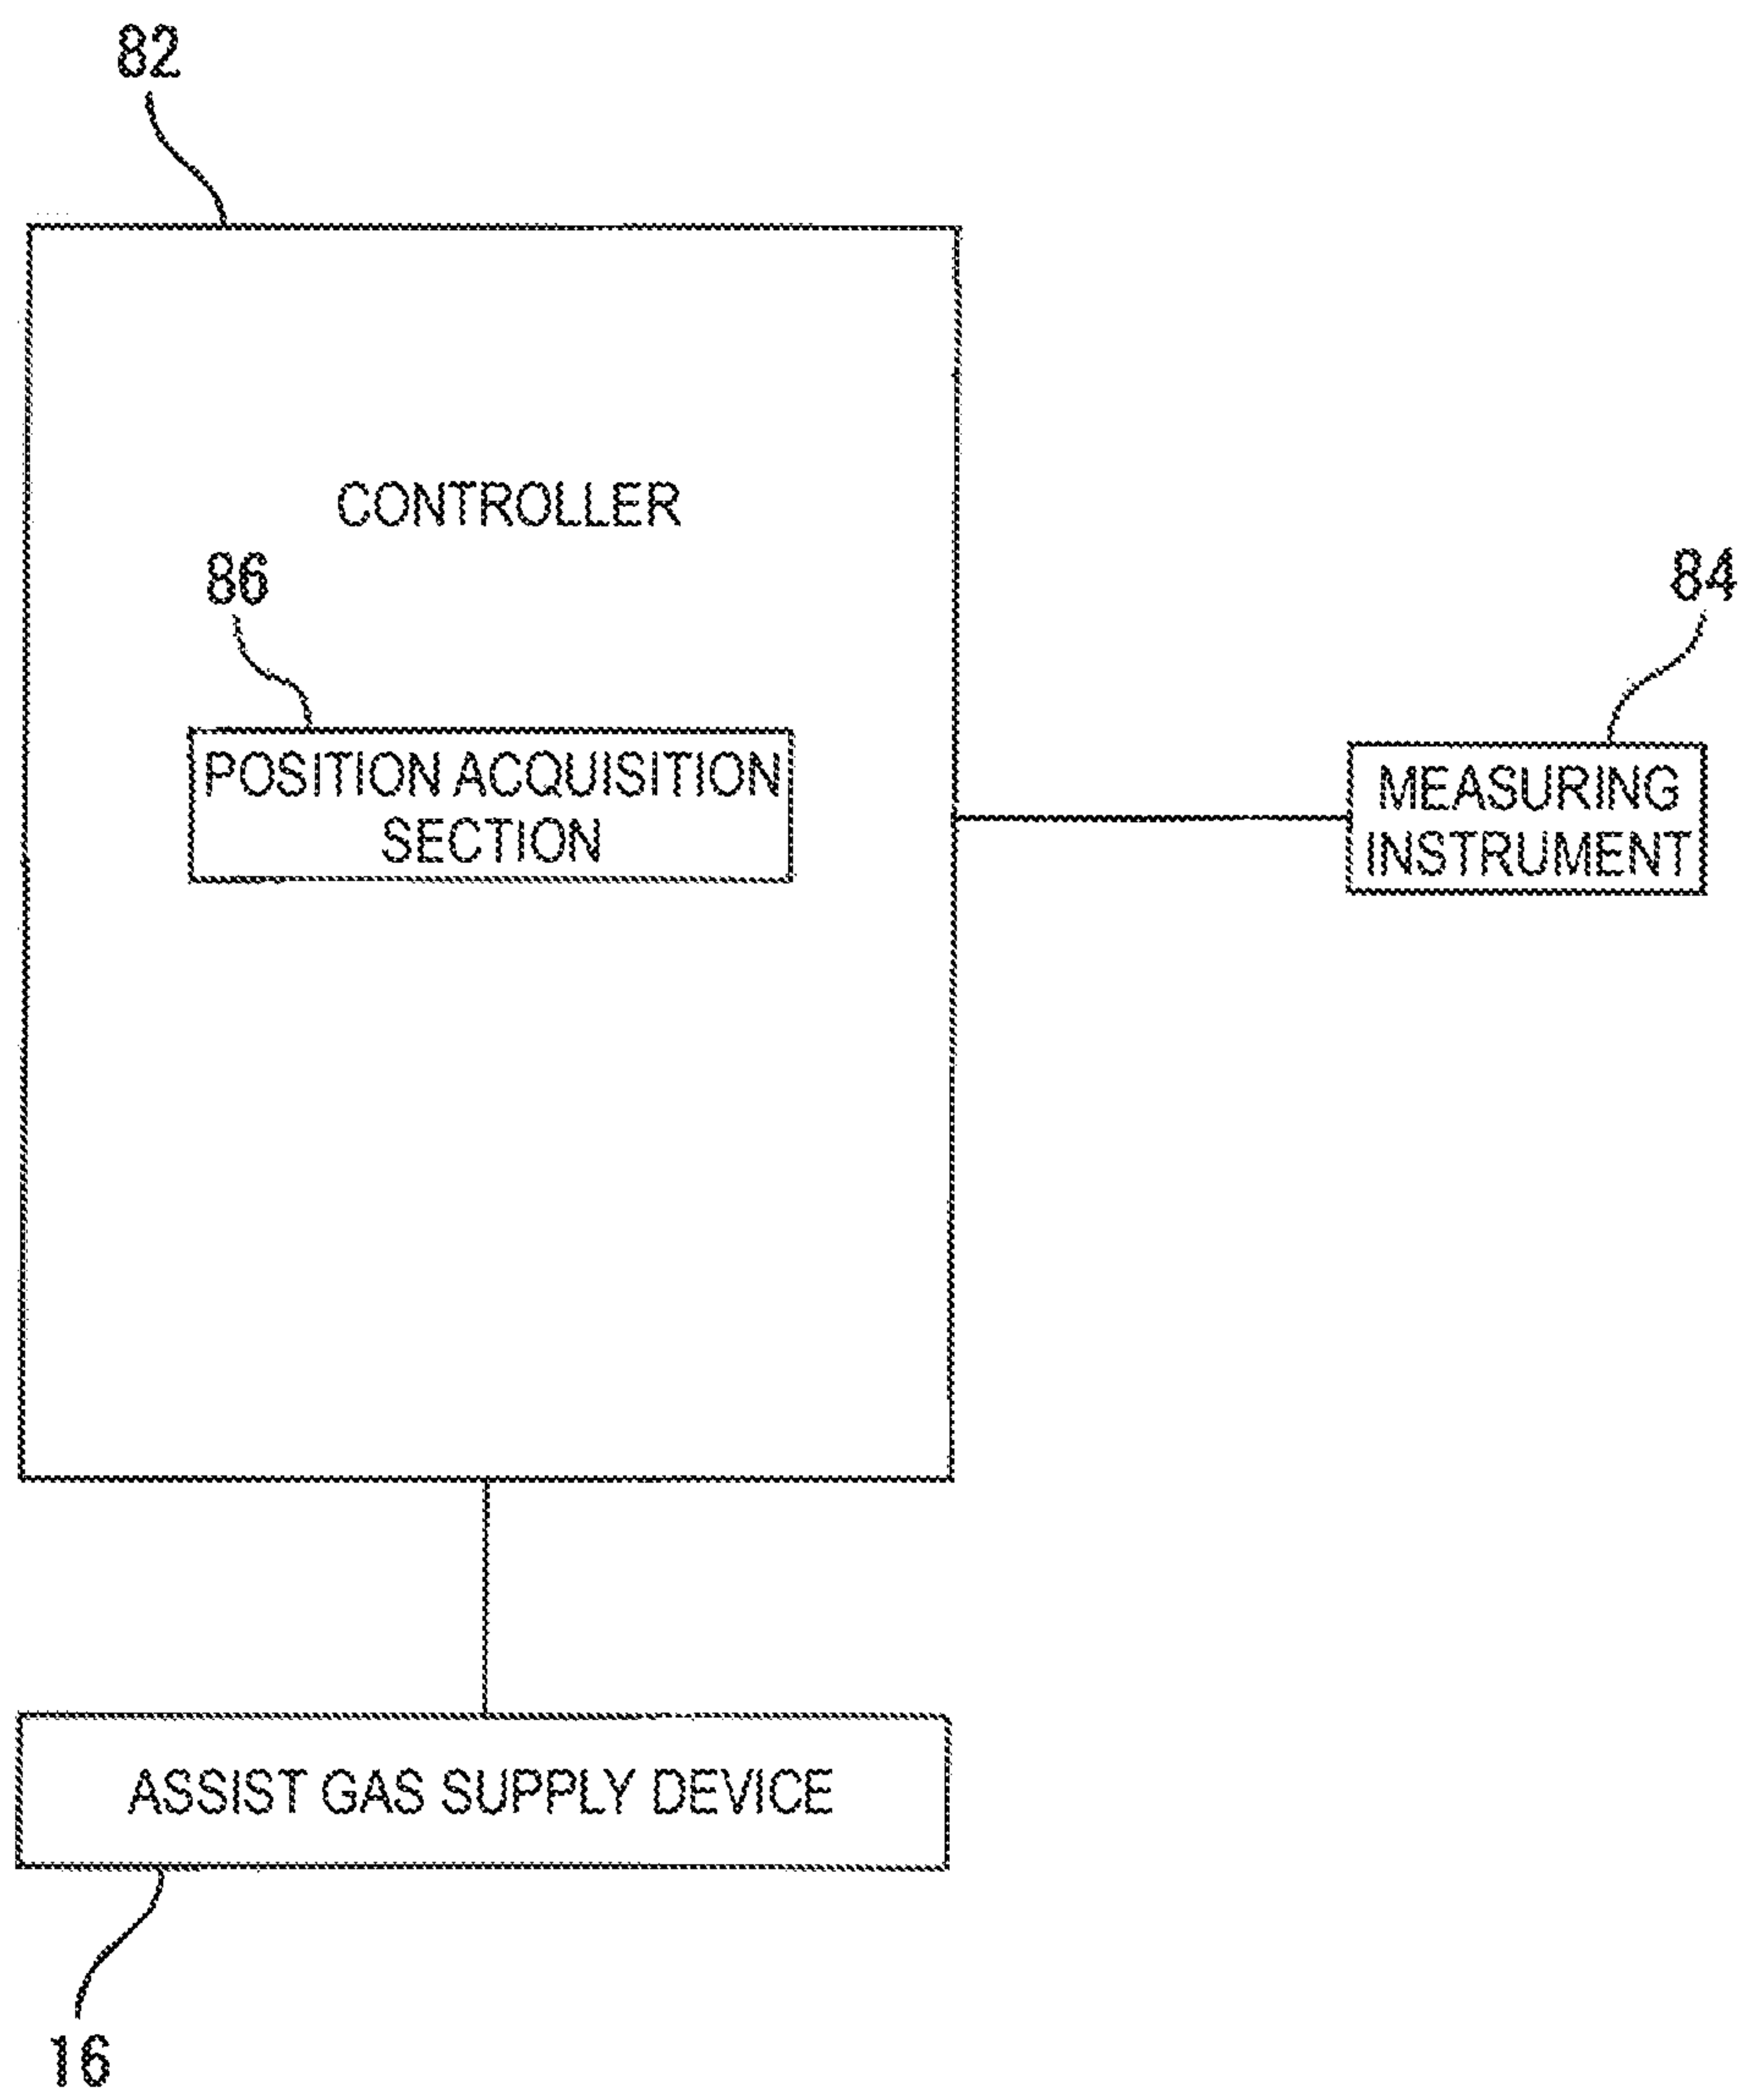 82
CONTROLLER
86
84
POSITION ACQUISITION
SECTION
MEASURING
INSTRUMENT
ASSIST GAS SUPPLY DEVICE
16